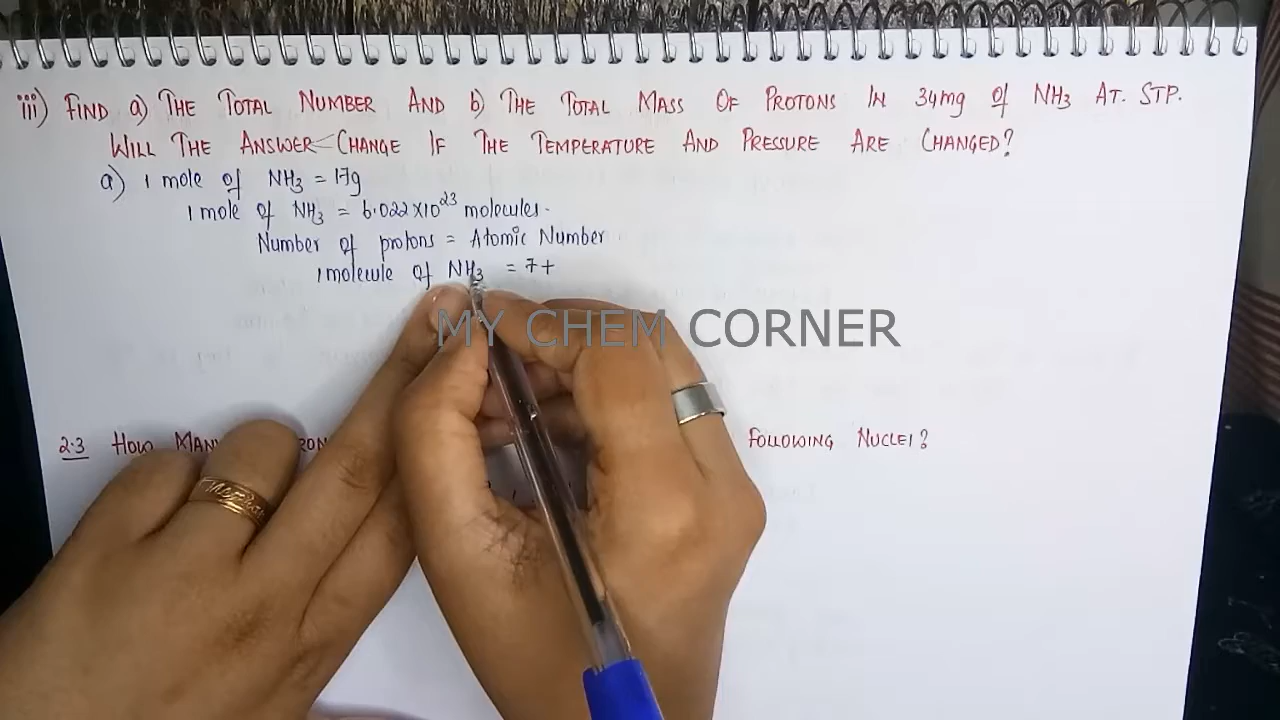 iii) FIND a) THE TOTAL NUMBER AND b) THE TOTAL MASS OF PROTONS IN 34mg of NH3 AT. STP.
WILL THE ANSWER CHANGE IF THE TEMPERATURE AND PRESSURE ARE CHANGED?
a) 1 mole of NH3 = 17g
1 mole of NH3 = 6.022×10²³ molecules.
Number of protons = Atomic Number
1 molecule of NH3 = 7+
MY CHEM CORNER
2.3 HOW MANY FOLLOWING NUCLEI?